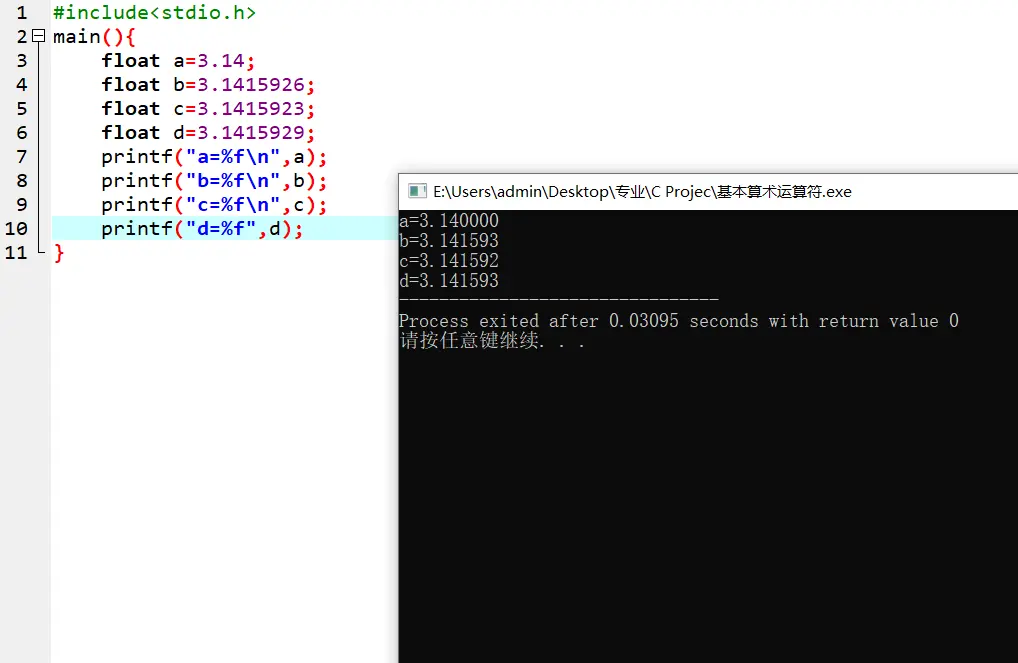 1 #include<stdio.h>
2 main(){
3 float a=3.14;
4 float b=3.1415926;
5 float c=3.1415923;
6 float d=3.1415929;
7 printf("a=%f\n",a);
8 printf("b=%f\n",b);
9 printf("c=%f\n",c);
10 printf("d=%f",d);
11 }
E:\Users\admin\Desktop\专业\C Projec\基本算术运算符.exe
a=3.140000
b=3.141593
c=3.141592
d=3.141593
--------------------------------
Process exited after 0.03095 seconds with return value 0
请按任意键继续. . .